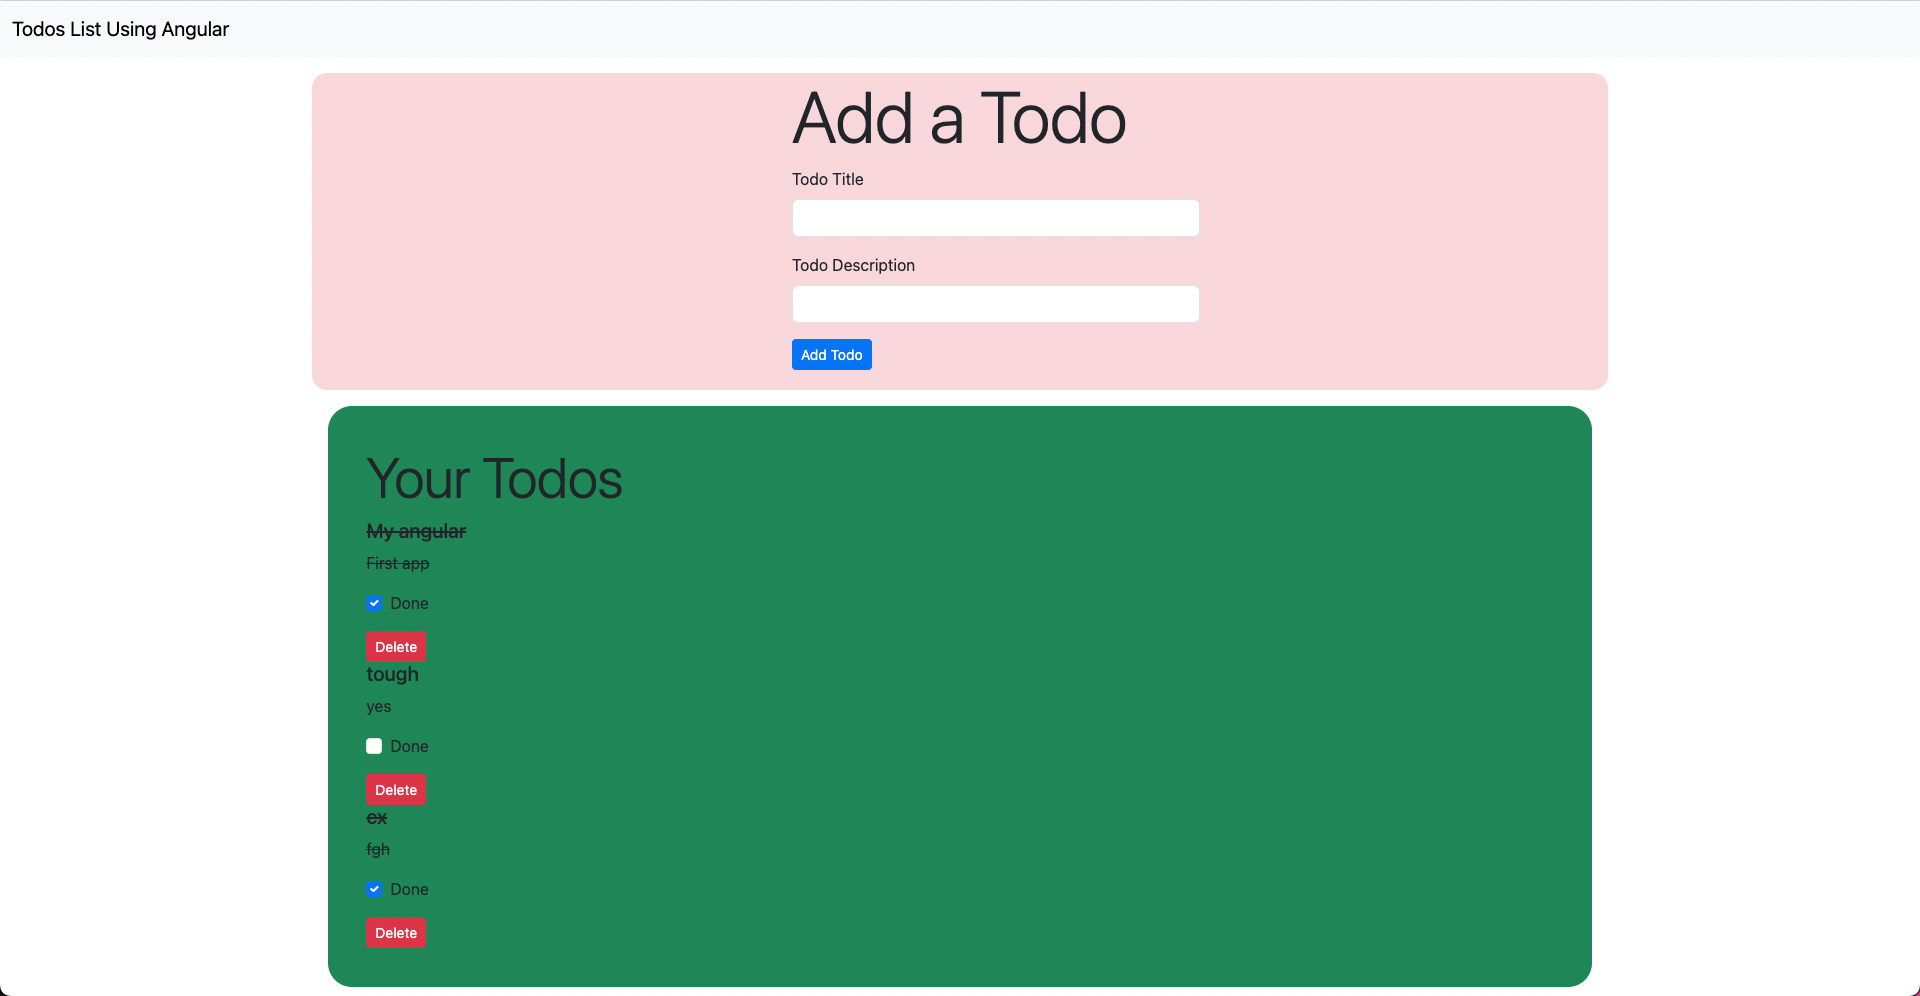 Todos List Using Angular
Add a Todo
Todo Title
Todo Description
Add Todo
Your Todos
My angular
First app
Done
Delete
tough
yes
Done
Delete
ex
fgh
Done
Delete